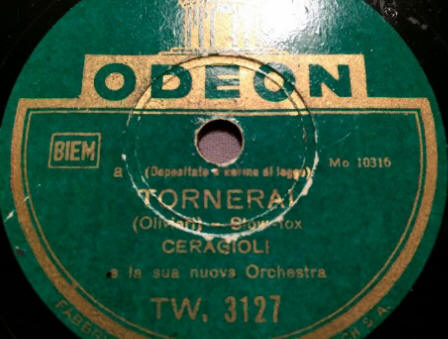 ODEON
BIEM
a (Depositato a norma di legge) Mo 10316
TORNERAI
(Olivieri) - Slow-fox
CERAGIOLI
e la sua nuova Orchestra
TW. 3127